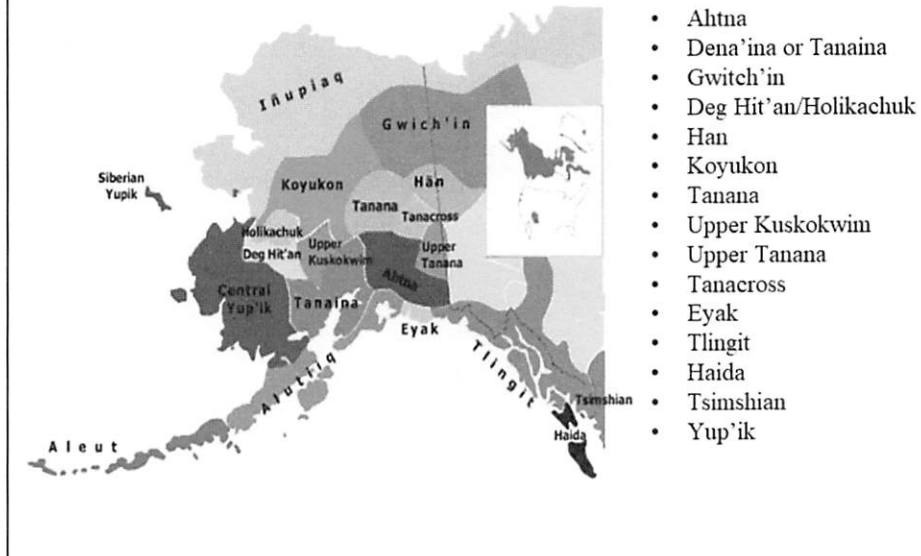 Iñupiaq
Gwich'in
Siberian
Yupik
Koyukon
Hän
Tanana
Tanacross
Holikachuk
Deg Hit'an
Upper
Kuskokwim
Upper
Tanana
Ahtna
Central
Yup'ik
Tanaina
Eyak
Alutiiq
Tlingit
Tsimshian
Haida
Aleut
• Ahtna
• Dena'ina or Tanaina
• Gwitch'in
• Deg Hit'an/Holikachuk
• Han
• Koyukon
• Tanana
• Upper Kuskokwim
• Upper Tanana
• Tanacross
• Eyak
• Tlingit
• Haida
• Tsimshian
• Yup'ik